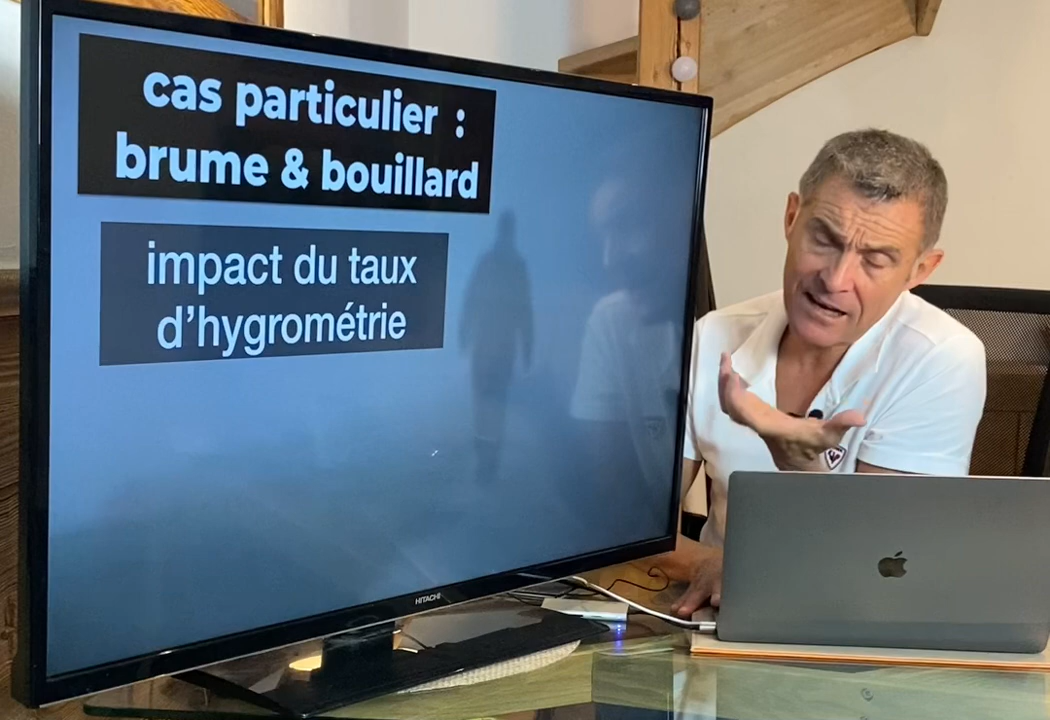 cas particulier :
brume & bouillard
impact du taux
d’hygrométrie
HITACHI